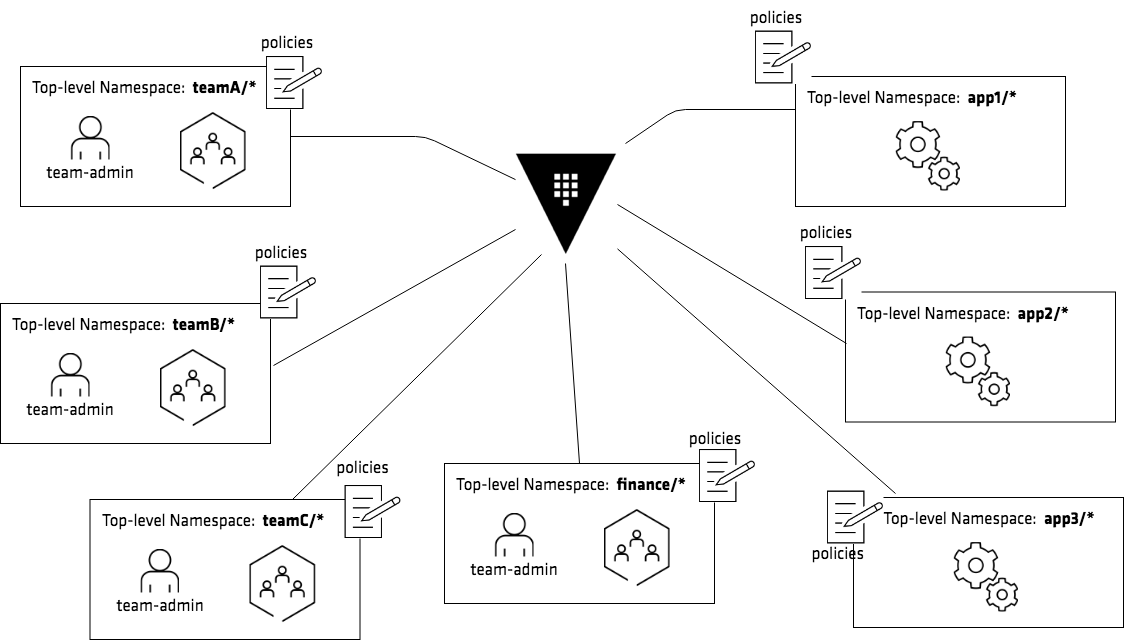 policies
Top-level Namespace: teamA/*
team-admin
policies
Top-level Namespace: app1/*
policies
Top-level Namespace: teamB/*
team-admin
policies
Top-level Namespace: app2/*
policies
Top-level Namespace: teamC/*
team-admin
policies
Top-level Namespace: finance/*
team-admin
Top-level Namespace: app3/*
policies